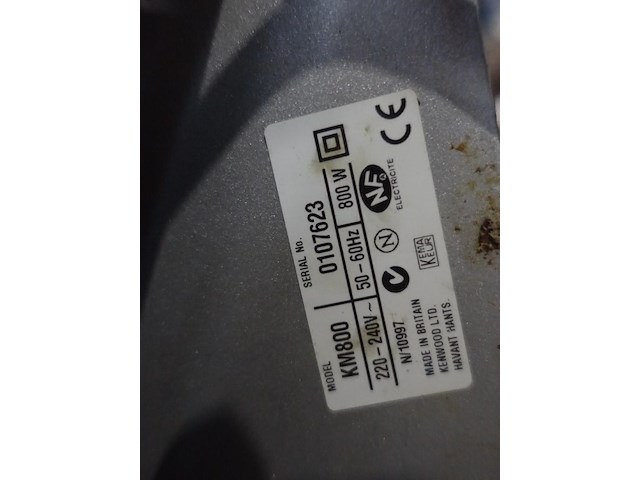 MODEL SERIAL No.
KM800 0107623
220–240V ~ 50–60Hz 800 W
N/10997 N NF
ELECTRICITE
MADE IN BRITAIN KEMA
KENWOOD LTD. KEUR
HAVANT HANTS. CE